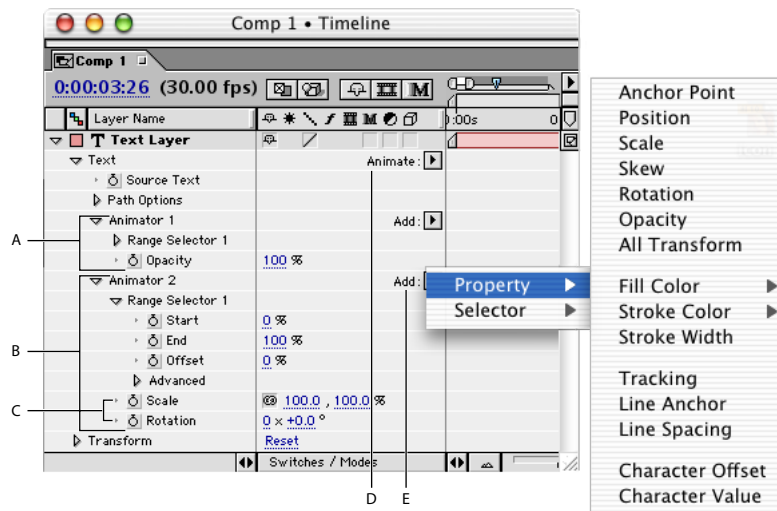 Comp 1 • Timeline
Comp 1
0:00:03:26 (30.00 fps)
Layer Name
):00s
0
T Text Layer
Text
Animate:
Source Text
Path Options
Animator 1
Add:
Range Selector 1
Opacity
100 %
Animator 2
Add:
Range Selector 1
Start
0 %
End
100 %
Offset
0 %
Advanced
Scale
100.0 , 100.0 %
Rotation
0 × +0.0 °
Transform
Reset
Switches / Modes
A
B
C
D
E
Property
Selector
Anchor Point
Position
Scale
Skew
Rotation
Opacity
All Transform
Fill Color
Stroke Color
Stroke Width
Tracking
Line Anchor
Line Spacing
Character Offset
Character Value